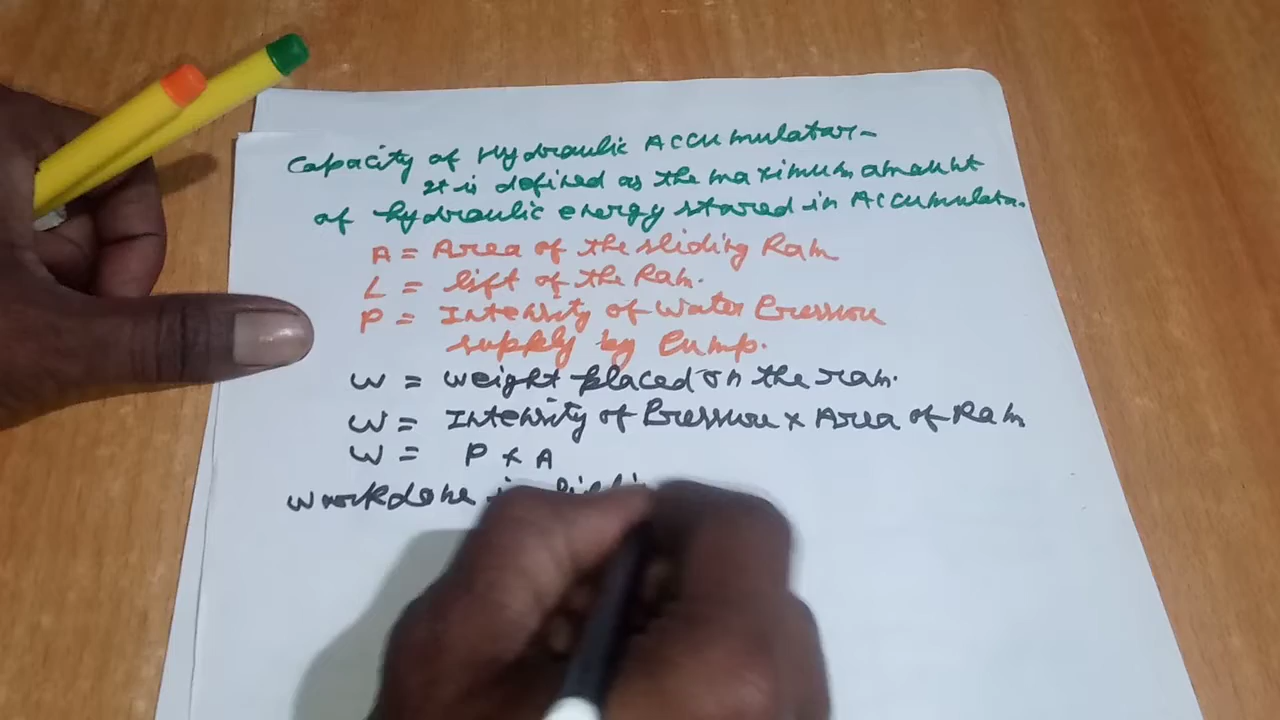 Capacity of Hydraulic Accumulator-
It is defined as the maximum amount
of hydraulic energy stored in Accumulator.
A = Area of the sliding Ram
L = lift of the Ram.
P = Intensity of Water Pressure
supply by Pump.
W = Weight placed on the ram.
W = Intensity of Pressure x Area of Ram
W = P x A
Workdone in